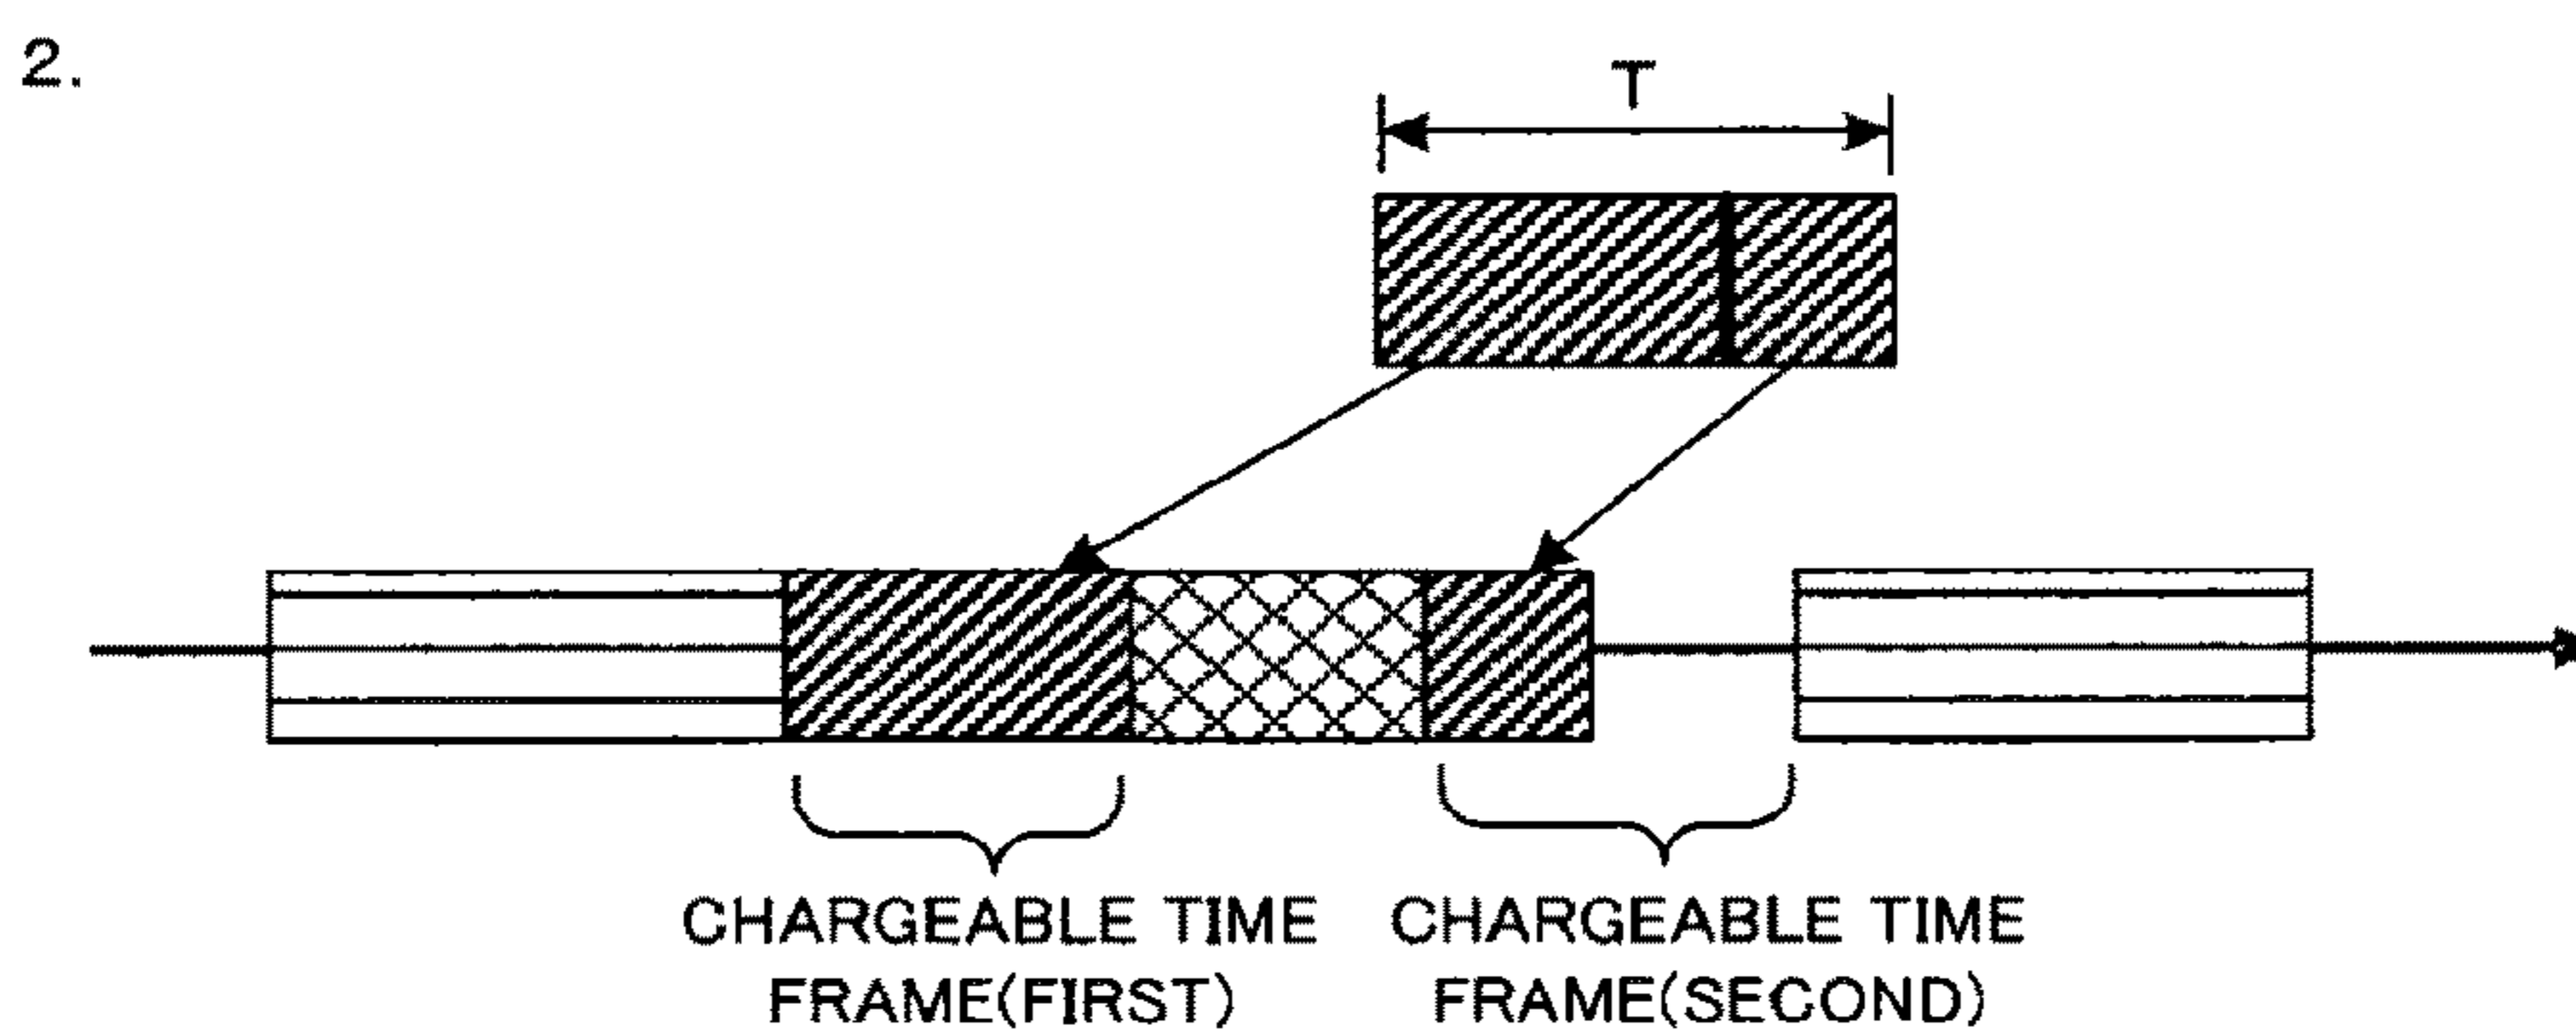 2.
T
CHARGEABLE TIME
FRAME(FIRST)
CHARGEABLE TIME
FRAME(SECOND)